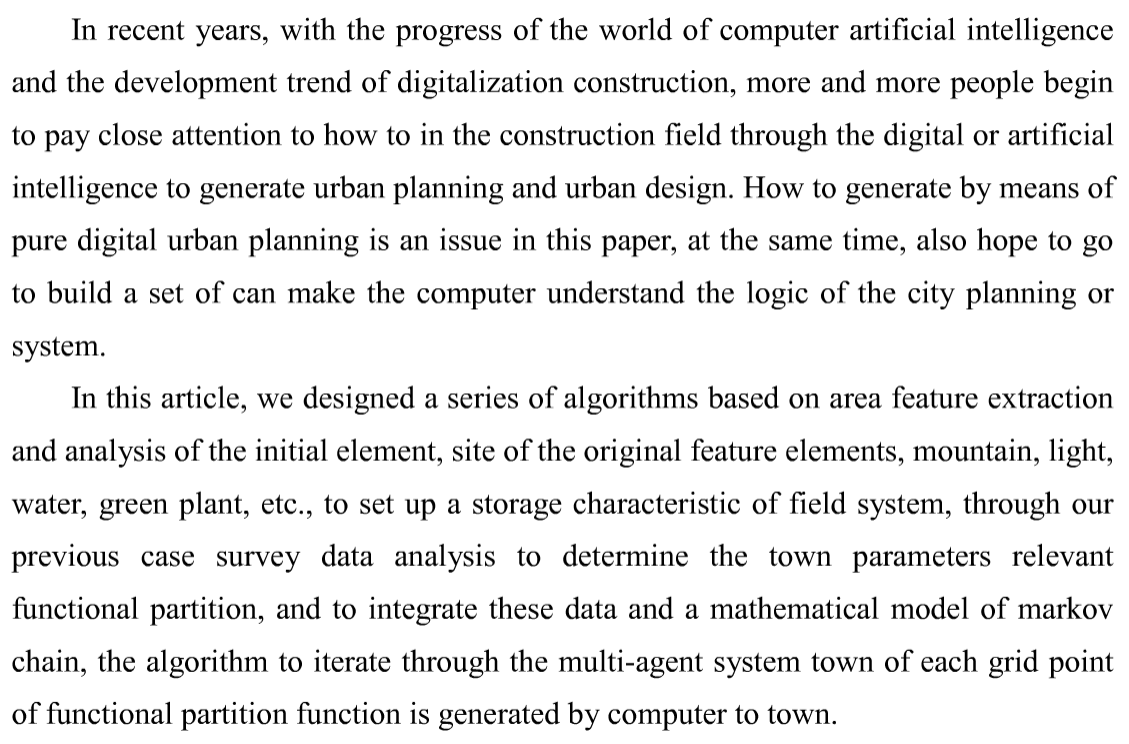 In recent years, with the progress of the world of computer artificial intelligence
and the development trend of digitalization construction, more and more people begin
to pay close attention to how to in the construction field through the digital or artificial
intelligence to generate urban planning and urban design. How to generate by means of
pure digital urban planning is an issue in this paper, at the same time, also hope to go
to build a set of can make the computer understand the logic of the city planning or
system.
In this article, we designed a series of algorithms based on area feature extraction
and analysis of the initial element, site of the original feature elements, mountain, light,
water, green plant, etc., to set up a storage characteristic of field system, through our
previous case survey data analysis to determine the town parameters relevant
functional partition, and to integrate these data and a mathematical model of markov
chain, the algorithm to iterate through the multi-agent system town of each grid point
of functional partition function is generated by computer to town.